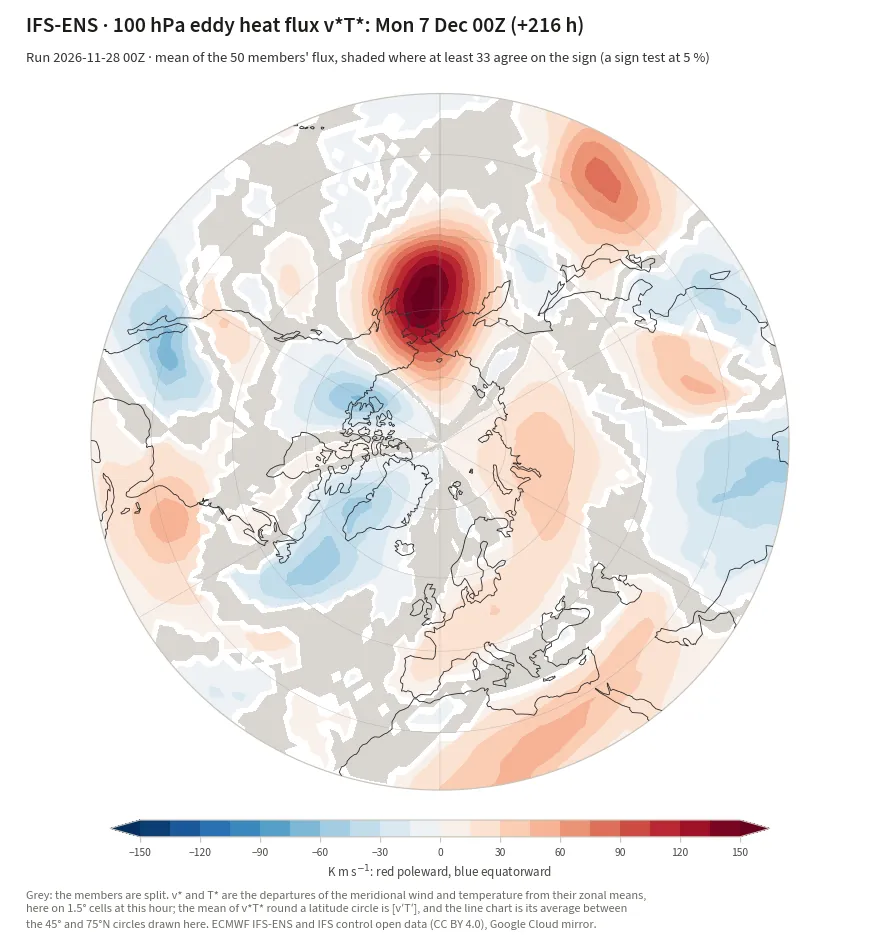 IFS-ENS · 100 hPa eddy heat flux v*T*: Mon 7 Dec 00Z (+216 h)
Run 2026-11-28 00Z · mean of the 50 members' flux, shaded where at least 33 agree on the sign (a sign test at 5 %)
−150 −120 −90 −60 −30 0 30 60 90 120 150
K m s⁻¹: red poleward, blue equatorward
Grey: the members are split. v* and T* are the departures of the meridional wind and temperature from their zonal means,
here on 1.5° cells at this hour; the mean of v*T* round a latitude circle is [v′T′], and the line chart is its average between
the 45° and 75°N circles drawn here. ECMWF IFS-ENS and IFS control open data (CC BY 4.0), Google Cloud mirror.